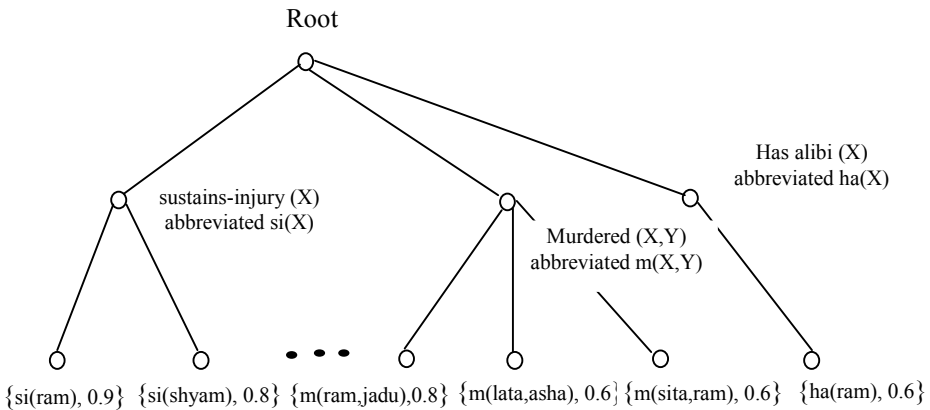 Root
Has alibi (X)
abbreviated ha(X)
sustains-injury (X)
abbreviated si(X)
Murdered (X,Y)
abbreviated m(X,Y)
{si(ram), 0.9} {si(shyam), 0.8} {m(ram,jadu),0.8} {m(lata,asha), 0.6} {m(sita,ram), 0.6} {ha(ram), 0.6}